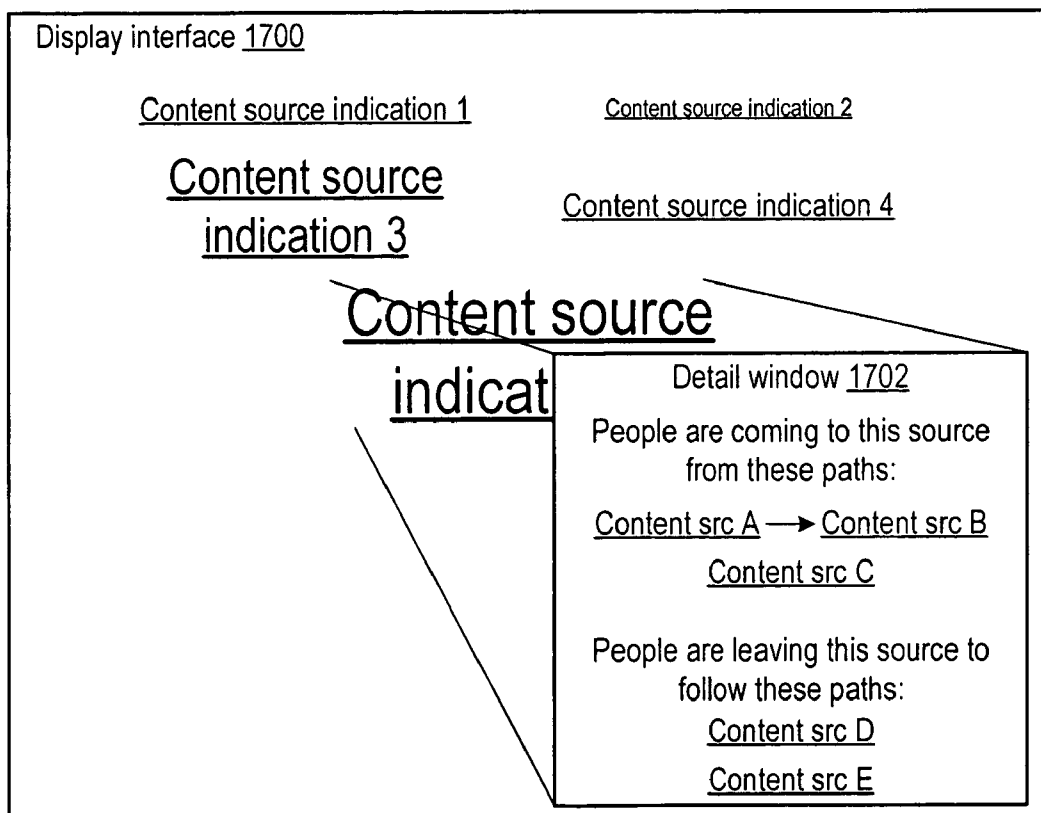 Display interface 1700
Content source indication 1
Content source indication 2
Content source
indication 3
Content source indication 4
Content source
indicat
Detail window 1702
People are coming to this source
from these paths:
Content src A → Content src B
Content src C
People are leaving this source to
follow these paths:
Content src D
Content src E